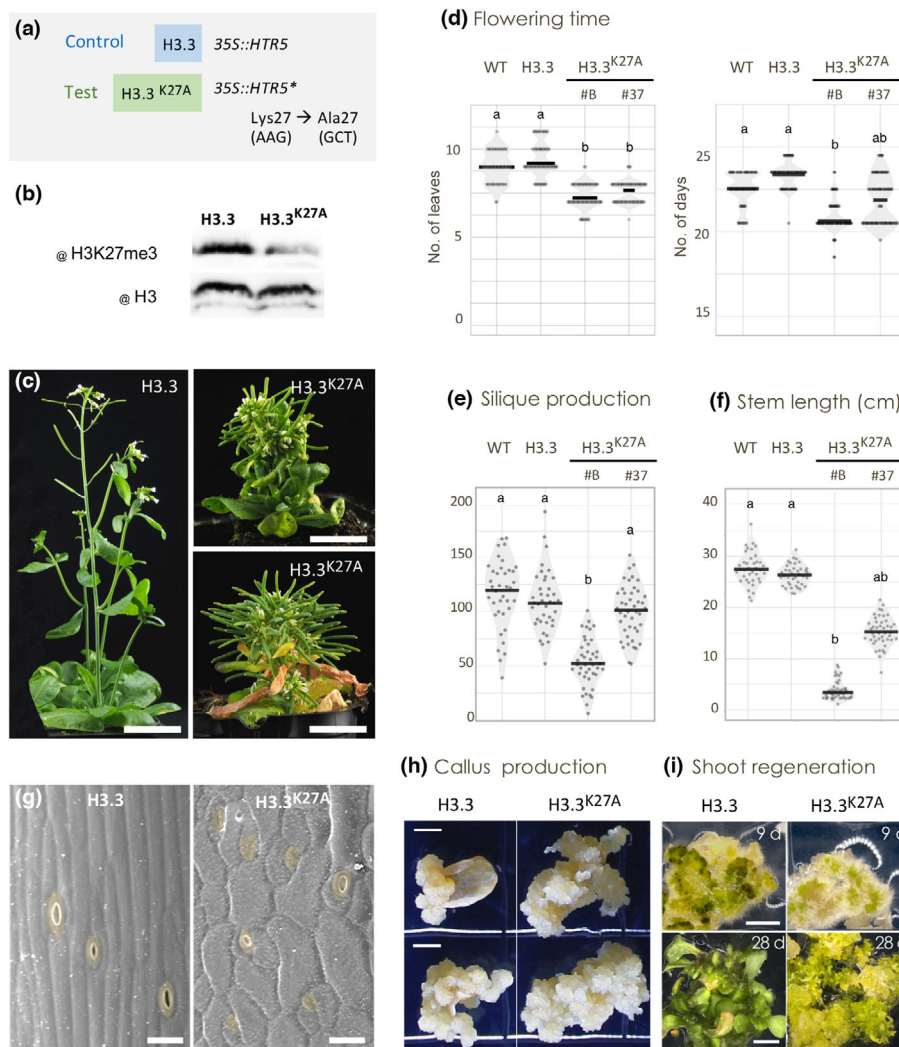 (a)
Control H3.3 35S::HTR5
Test H3.3 K27A 35S::HTR5*
Lys27 → Ala27
(AAG) (GCT)
(b)
H3.3 H3.3K27A
@ H3K27me3
@ H3
(c)
H3.3
H3.3K27A
H3.3K27A
(d) Flowering time
WT H3.3 H3.3K27A
#B #37
a a b b
10
5
0
No. of leaves
WT H3.3 H3.3K27A
#B #37
a a b ab
25
20
15
No. of days
(e) Silique production
WT H3.3 H3.3K27A
#B #37
200
150
100
50
0
a a b a
(f) Stem length (cm)
WT H3.3 H3.3K27A
#B #37
40
30
20
10
0
a a b ab
(g)
H3.3 H3.3K27A
(h) Callus production
H3.3 H3.3K27A
(i) Shoot regeneration
H3.3 H3.3K27A
9 d 9 d
28 d 28 d